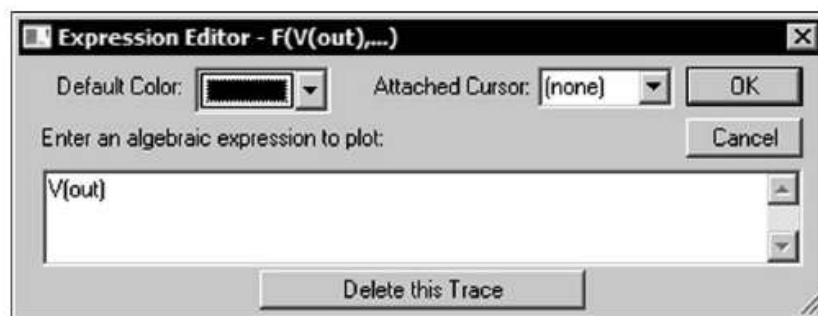 Expression Editor - F(V(out),...)
Default Color: Attached Cursor: (none) OK
Enter an algebraic expression to plot: Cancel
V(out)
Delete this Trace